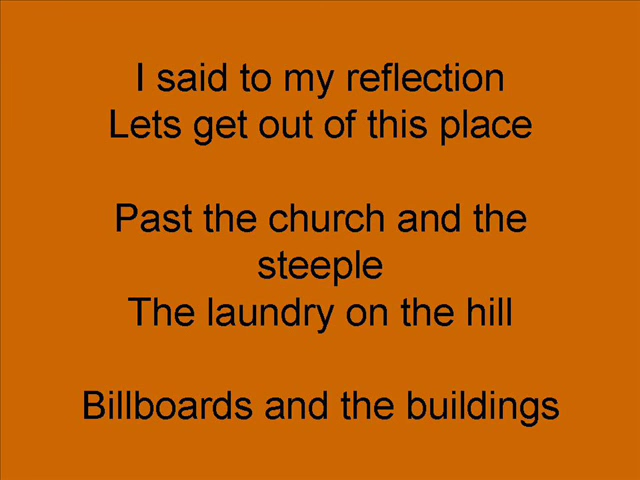 I said to my reflection
Lets get out of this place
Past the church and the
steeple
The laundry on the hill
Billboards and the buildings